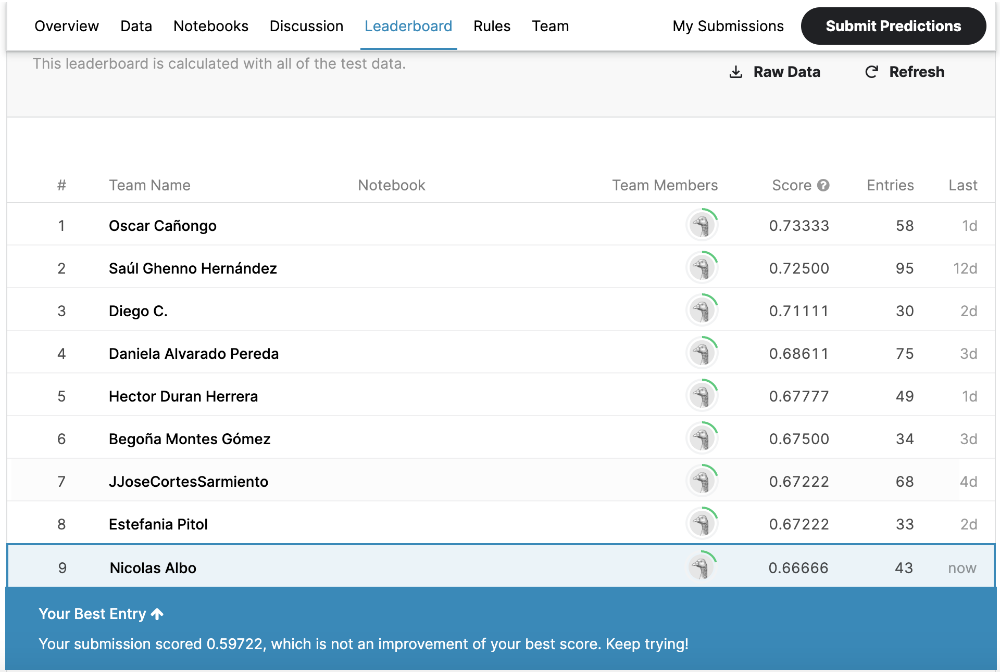 Overview Data Notebooks Discussion Leaderboard Rules Team My Submissions Submit Predictions
This leaderboard is calculated with all of the test data.
Raw Data Refresh
# Team Name Notebook Team Members Score ? Entries Last
1 Oscar Cañongo 0.73333 58 1d
2 Saúl Ghenno Hernández 0.72500 95 12d
3 Diego C. 0.71111 30 2d
4 Daniela Alvarado Pereda 0.68611 75 3d
5 Hector Duran Herrera 0.67777 49 1d
6 Begoña Montes Gómez 0.67500 34 3d
7 JJoseCortesSarmiento 0.67222 68 4d
8 Estefania Pitol 0.67222 33 2d
9 Nicolas Albo 0.66666 43 now
Your Best Entry
Your submission scored 0.59722, which is not an improvement of your best score. Keep trying!